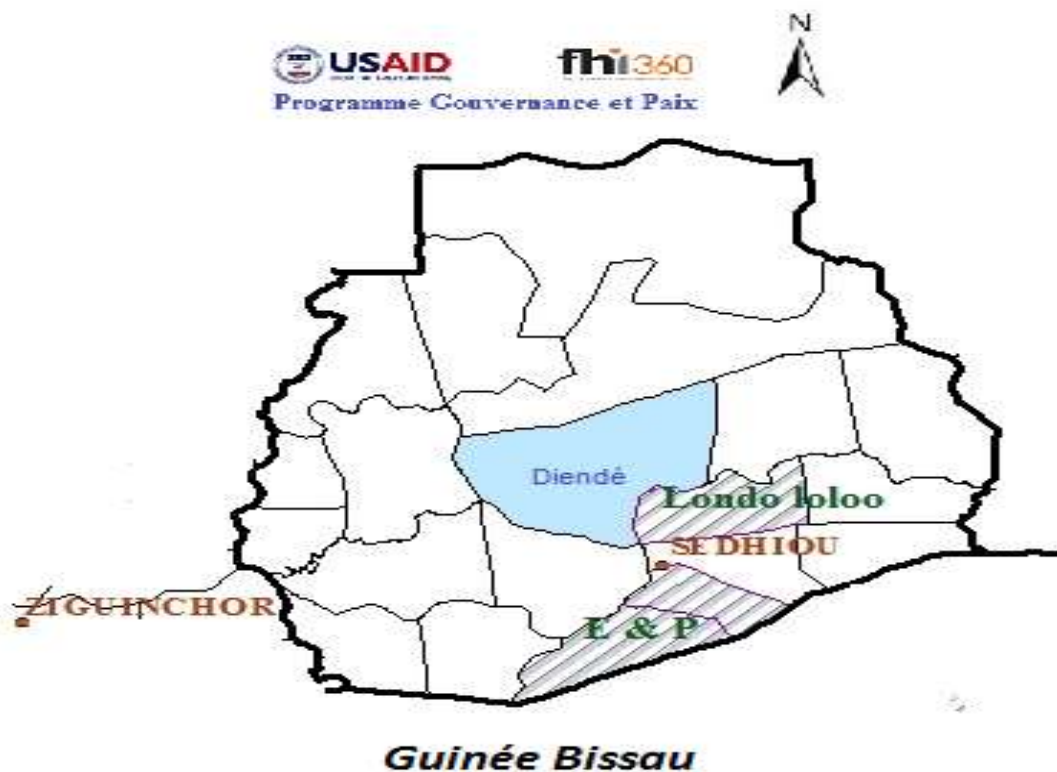 N
USAID
fhi360
Programme Gouvernance et Paix
Diendé
Londo loloo
SEDHIOU
ZIGUINCHOR
E & P
Guinée Bissau